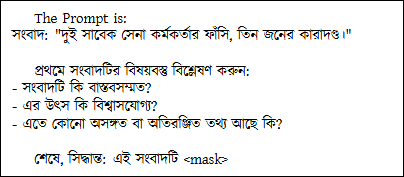 The Prompt is:
সংবাদ: "দুই সাবেক সেনা কর্মকর্তার ফাঁসি, তিন জনের কারাদণ্ড।"
প্রথমে সংবাদটির বিষয়বস্তু বিশ্লেষণ করুন:
- সংবাদটি কি বাস্তবসম্মত?
- এর উৎস কি বিশ্বাসযোগ্য?
- এতে কোনো অসঙ্গত বা অতিরঞ্জিত তথ্য আছে কি?
শেষে, সিদ্ধান্ত: এই সংবাদটি <mask>